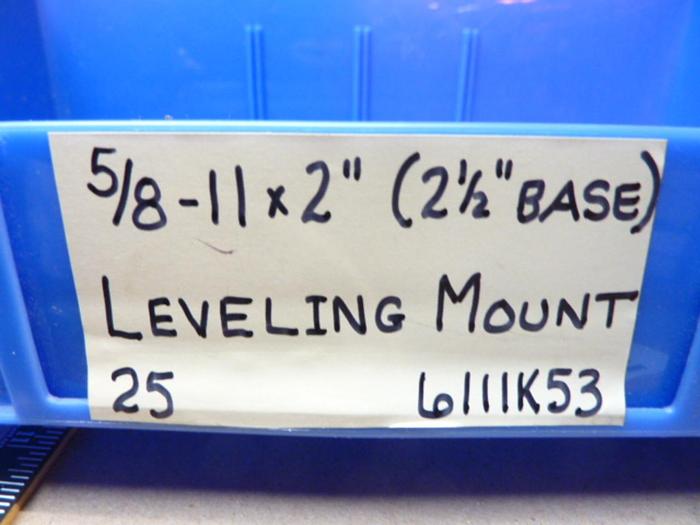 5/8-11 x 2" (2½" BASE)
LEVELING MOUNT
25 6111K53